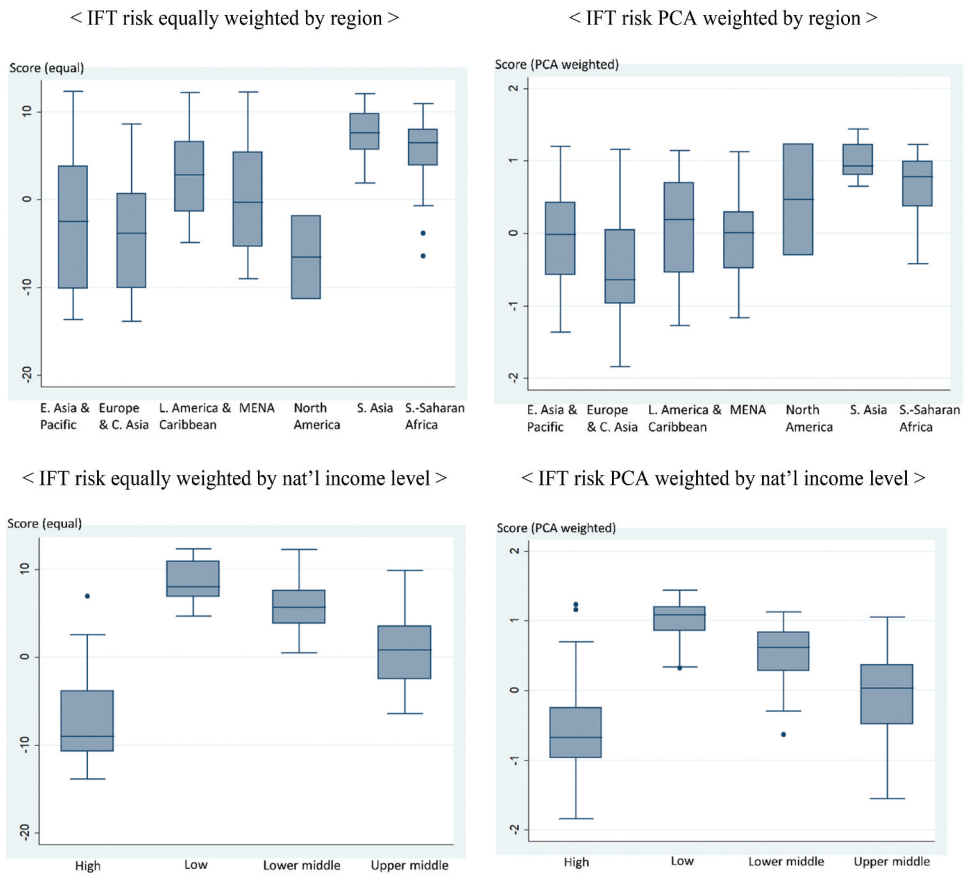 < IFT risk equally weighted by region >
Score (equal)
10
0
-10
-20
E. Asia &
Pacific
Europe
& C. Asia
L. America &
Caribbean
MENA
North
America
S. Asia
S.-Saharan
Africa
< IFT risk PCA weighted by region >
Score (PCA weighted)
2
1
0
-1
-2
E. Asia &
Pacific
Europe
& C. Asia
L. America &
Caribbean
MENA
North
America
S. Asia
S.-Saharan
Africa
< IFT risk equally weighted by nat’l income level >
Score (equal)
10
0
-10
-20
High
Low
Lower middle
Upper middle
< IFT risk PCA weighted by nat’l income level >
Score (PCA weighted)
2
1
0
-1
-2
High
Low
Lower middle
Upper middle